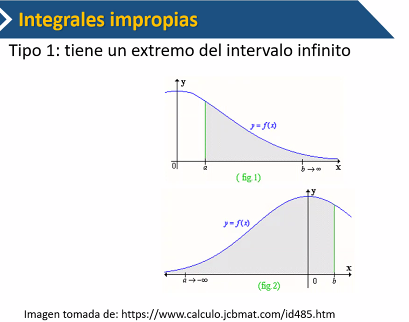 Integrales impropias
Tipo 1: tiene un extremo del intervalo infinito
y
y = f(x)
0 a b → ∞ x
( fig 1)
y
y = f(x)
a → -∞ 0 b x
(fig.2)
Imagen tomada de: https://www.calculo.jcbmat.com/id485.htm